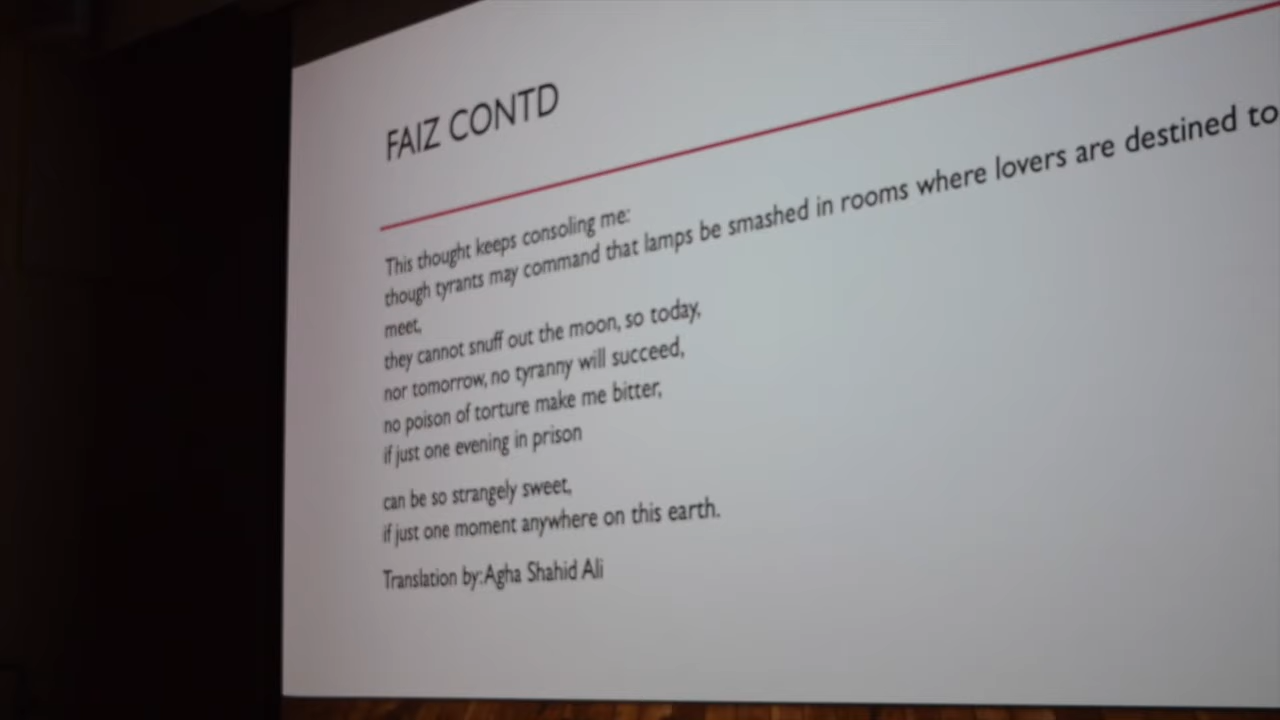 FAIZ CONTD
This thought keeps consoling me:
though tyrants may command that lamps be smashed in rooms where lovers are destined to
meet,
they cannot snuff out the moon, so today,
nor tomorrow, no tyranny will succeed,
no poison of torture make me bitter,
if just one evening in prison
can be so strangely sweet,
if just one moment anywhere on this earth.
Translation by: Agha Shahid Ali